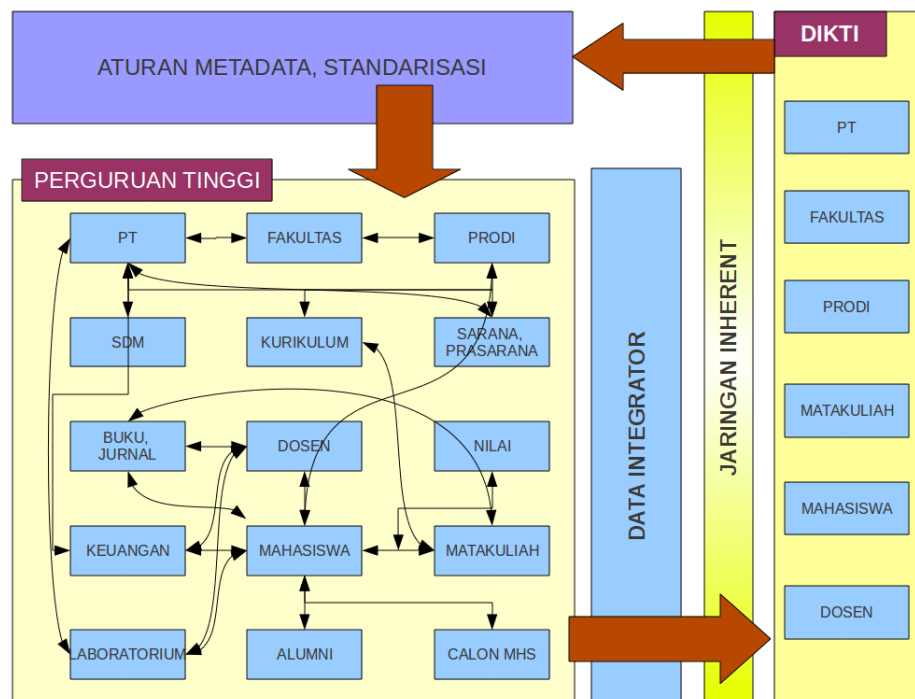 ATURAN METADATA, STANDARISASI
DIKTI
PERGURUAN TINGGI
PT
FAKULTAS
PRODI
SDM
KURIKULUM
SARANA,
PRASARANA
BUKU,
JURNAL
DOSEN
NILAI
KEUANGAN
MAHASISWA
MATAKULIAH
LABORATORIUM
ALUMNI
CALON MHS
DATA INTEGRATOR
JARINGAN INHERENT
PT
FAKULTAS
PRODI
MATAKULIAH
MAHASISWA
DOSEN